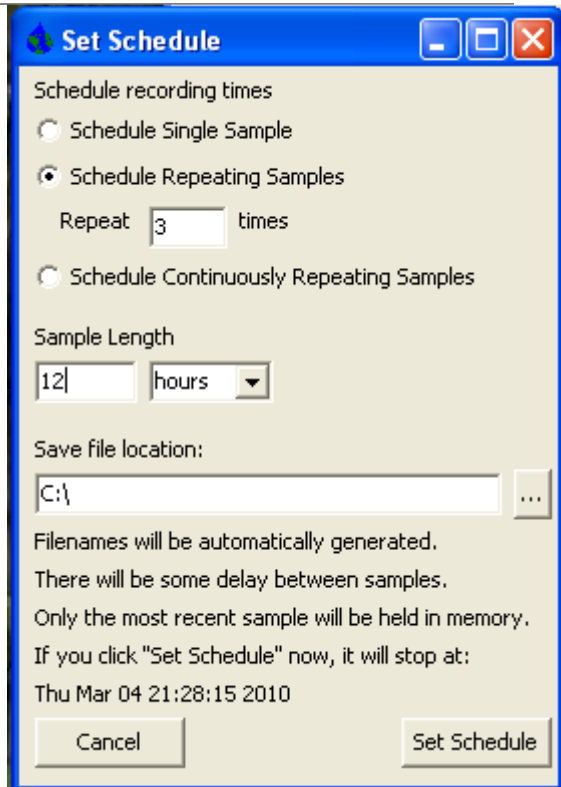 Set Schedule
Schedule recording times
Schedule Single Sample
Schedule Repeating Samples
Repeat 3 times
Schedule Continuously Repeating Samples
Sample Length
12 hours
Save file location:
C:\ ...
Filenames will be automatically generated.
There will be some delay between samples.
Only the most recent sample will be held in memory.
If you click "Set Schedule" now, it will stop at:
Thu Mar 04 21:28:15 2010
Cancel Set Schedule